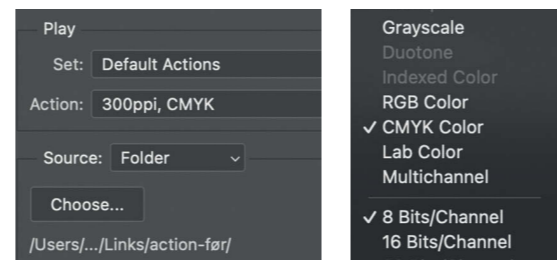 Play
Set: Default Actions
Action: 300ppi, CMYK
Source: Folder
Choose...
/Users/.../Links/action-før/
Grayscale
Duotone
Indexed Color
RGB Color
✓ CMYK Color
Lab Color
Multichannel
✓ 8 Bits/Channel
16 Bits/Channel